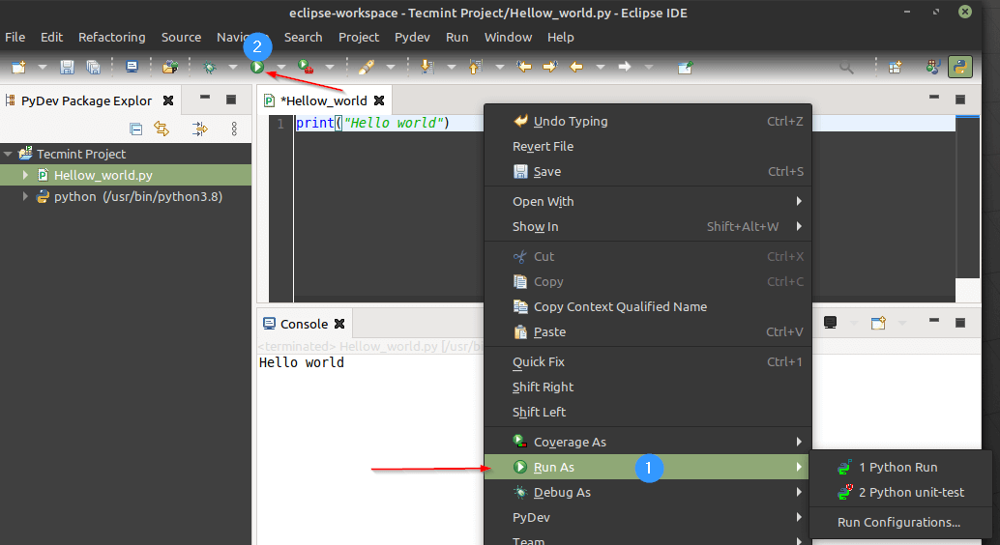 eclipse-workspace - Tecmint Project/Hellow_world.py - Eclipse IDE
File Edit Refactoring Source Search Project Pydev Run Window Help
2
PyDev Package Explor
*Hellow_world
1 print("Hello world")
Tecmint Project
Hellow_world.py
python (/usr/bin/python3.8)
Undo Typing Ctrl+Z
Revert File
Save Ctrl+S
Open With
Show In Shift+Alt+W
Cut Ctrl+X
Copy Ctrl+C
Copy Context Qualified Name
Paste Ctrl+V
Quick Fix Ctrl+1
Shift Right
Shift Left
Coverage As
Run As 1
Debug As
PyDev
Team
1 Python Run
2 Python unit-test
Run Configurations...
Console
<terminated> Hellow_world.py [/usr/bi
Hello world